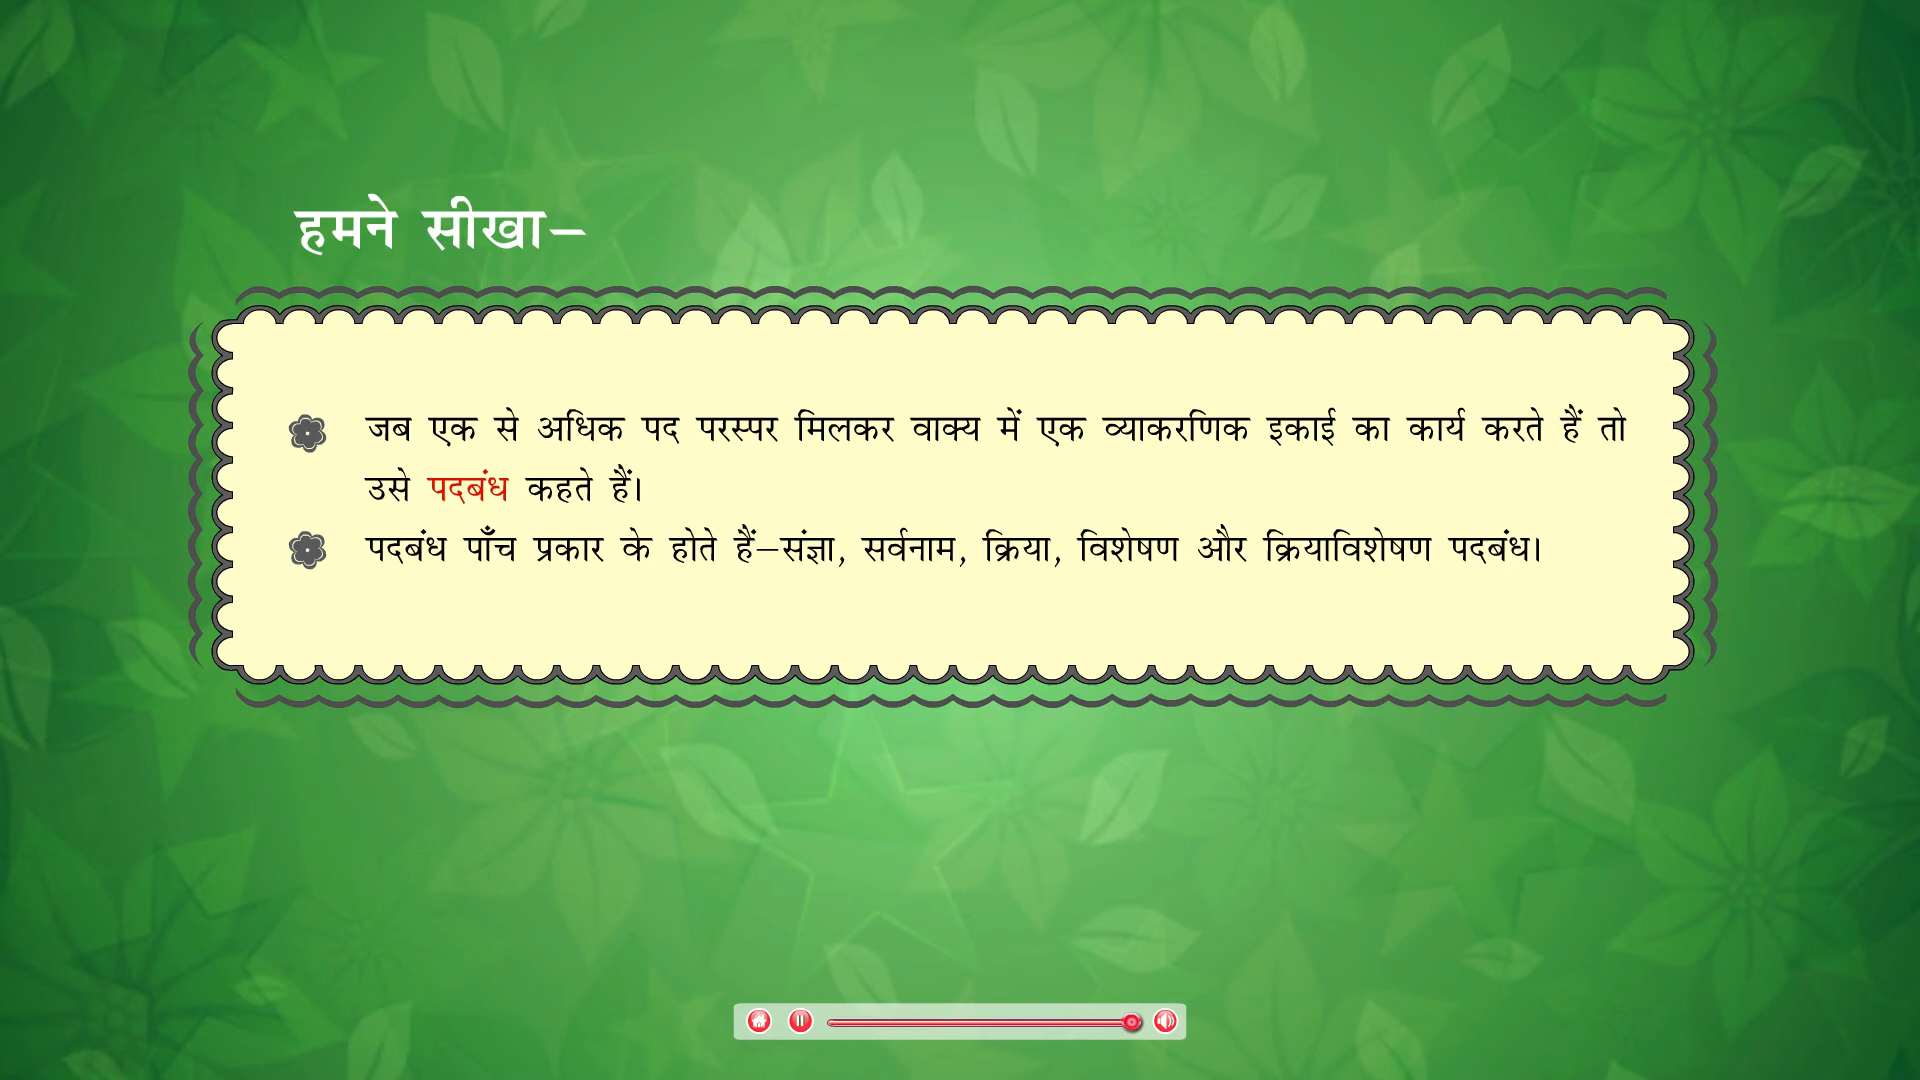 हमने सीखा–
जब एक से अधिक पद परस्पर मिलकर वाक्य में एक व्याकरणिक इकाई का कार्य करते हैं तो
उसे पदबंध कहते हैं।
पदबंध पाँच प्रकार के होते हैं–संज्ञा, सर्वनाम, क्रिया, विशेषण और क्रियाविशेषण पदबंध।